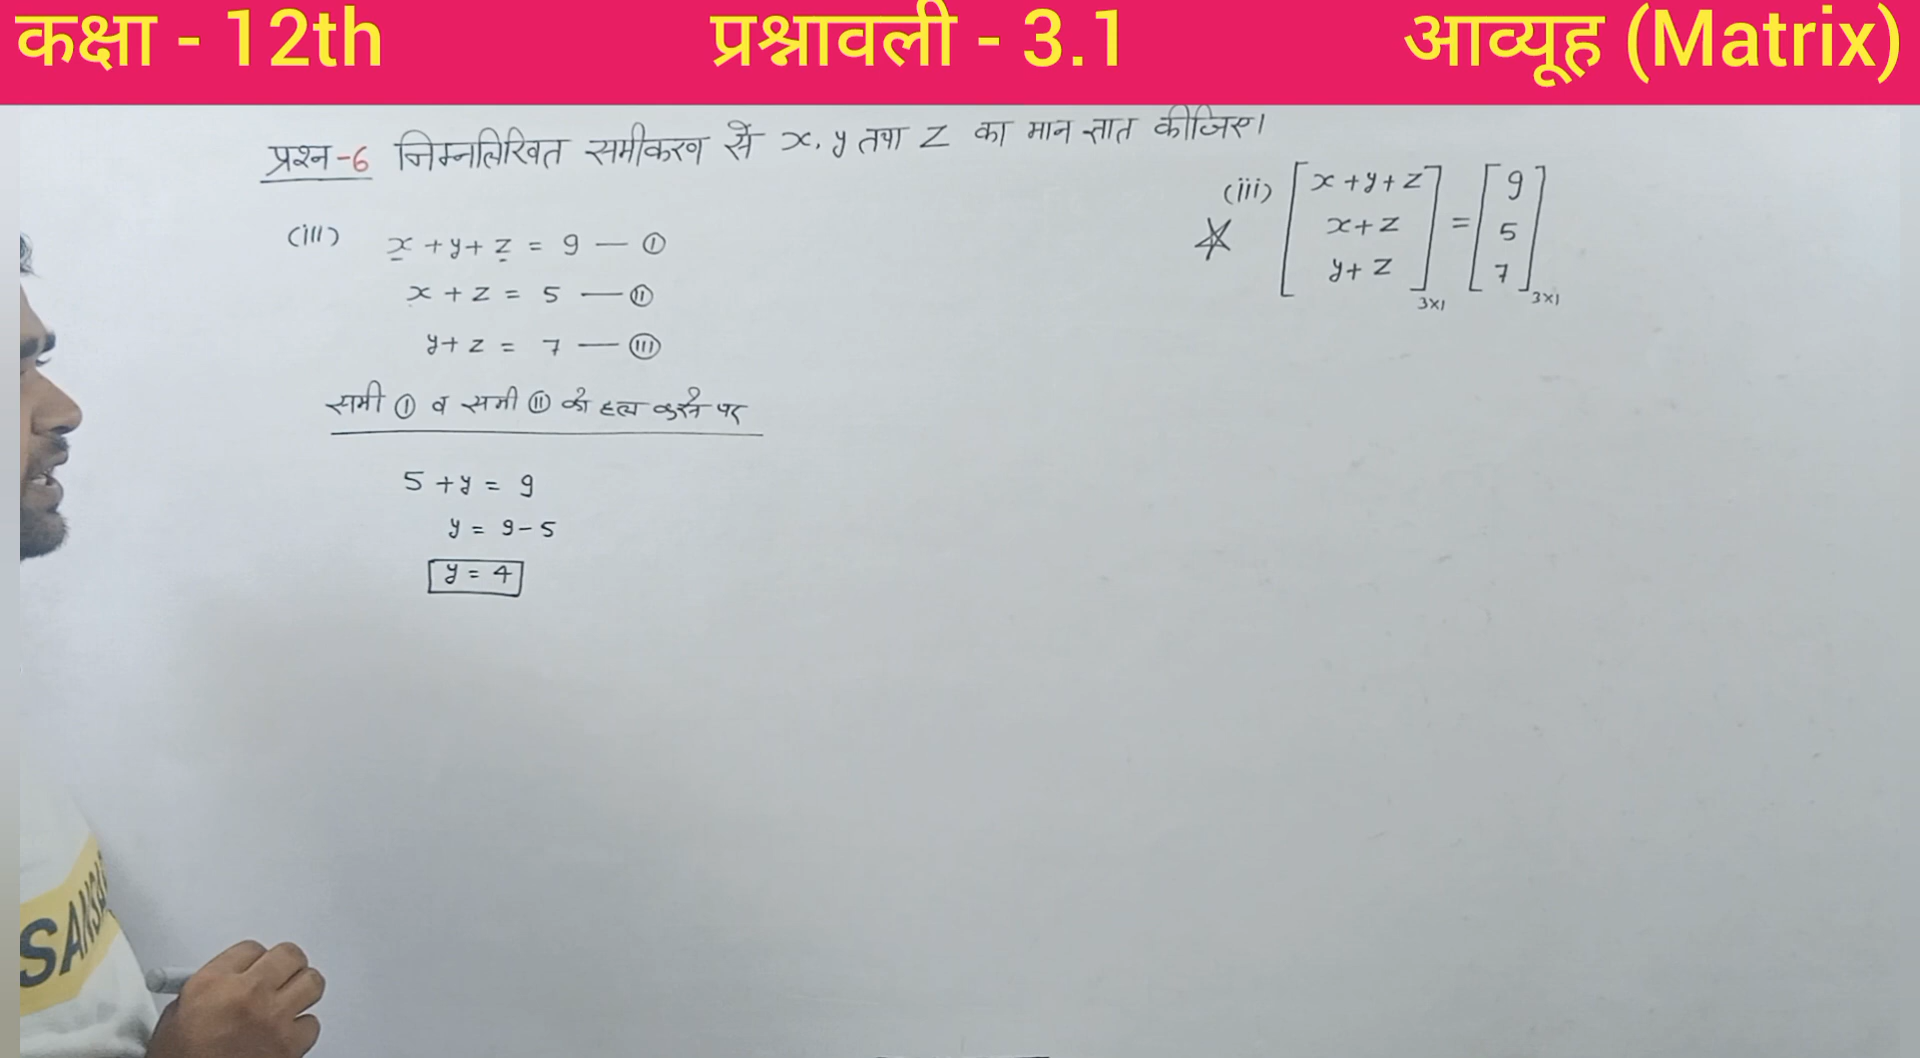 कक्षा - 12th प्रश्नावली - 3.1 आव्यूह (Matrix)
प्रश्न-6 निम्नलिखित समीकरण से x, y तथा z का मान ज्ञात कीजिए।
(iii) x + y + z = 9 — (I)
x + z = 5 — (II)
y + z = 7 — (III)
समी (I) व समी (II) को हल करने पर
5 + y = 9
y = 9 - 5
y = 4
(iii) [x + y + z] = [9]
[x + z] [5]
[y + z]3×1 [7]3×1
SANSA